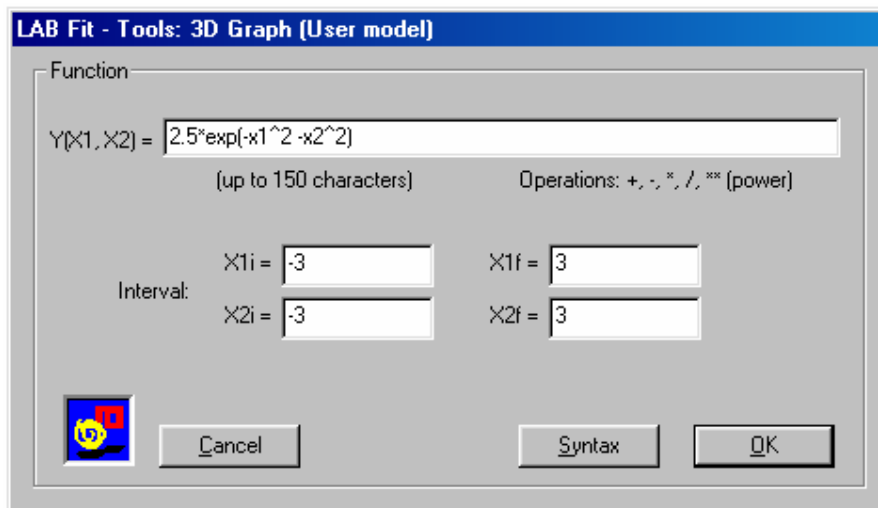 LAB Fit - Tools: 3D Graph (User model)
Function
Y(X1, X2) = 2.5*exp(-x1^2 -x2^2)
(up to 150 characters) Operations: +, -, *, /, ** (power)
X1i = -3 X1f = 3
Interval:
X2i = -3 X2f = 3
Cancel Syntax OK